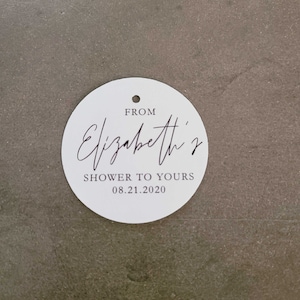 FROM
Elizabeth's
SHOWER TO YOURS
08.21.2020